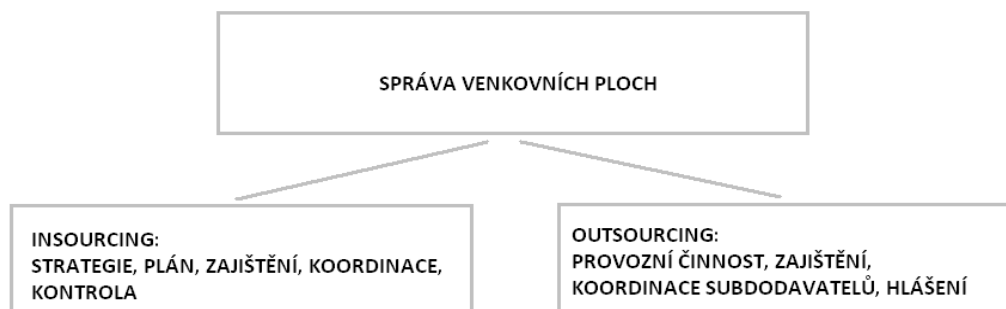 SPRÁVA VENKOVNÍCH PLOCH
INSOURCING:
STRATEGIE, PLÁN, ZAJIŠTĚNÍ, KOORDINACE,
KONTROLA
OUTSOURCING:
PROVOZNÍ ČINNOST, ZAJIŠTĚNÍ,
KOORDINACE SUBDODAVATELŮ, HLÁŠENÍ